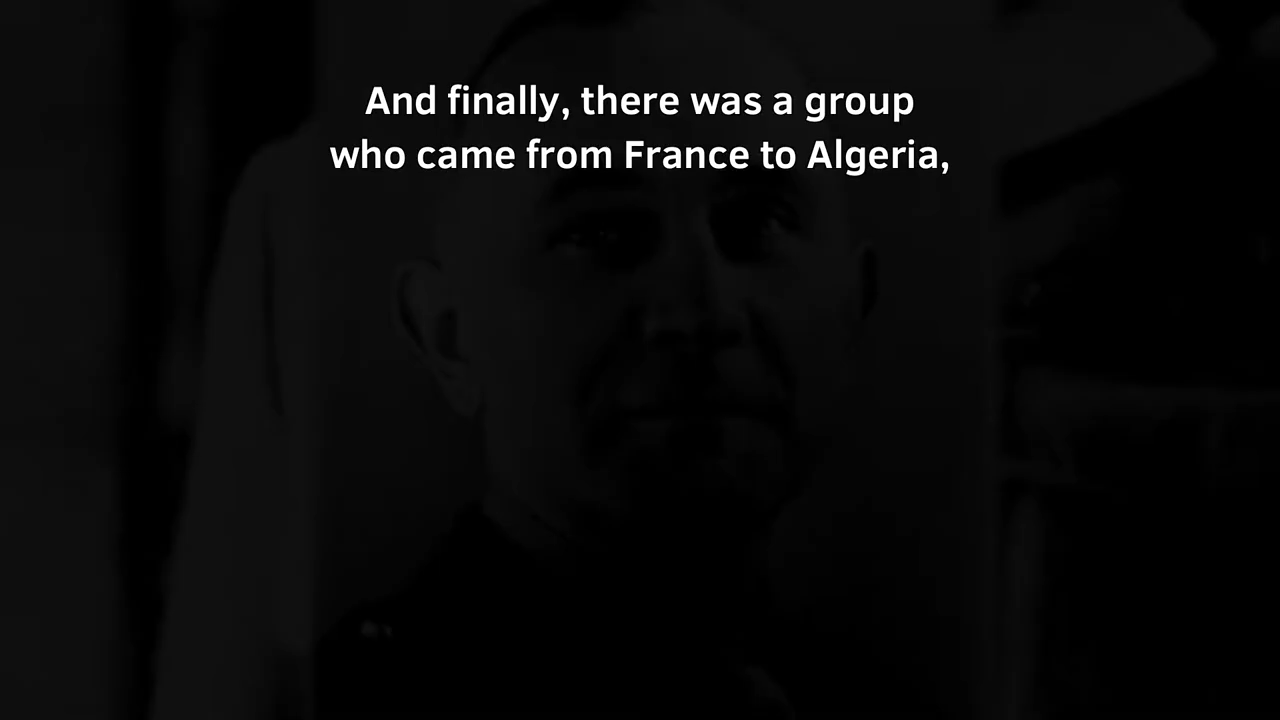 And finally, there was a group
who came from France to Algeria,